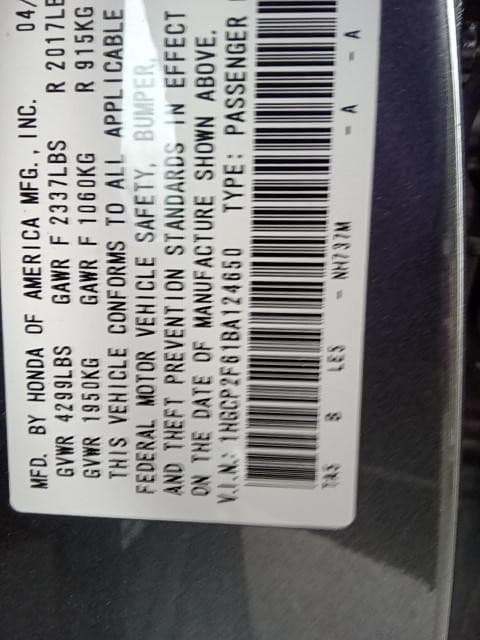 MFD. BY HONDA OF AMERICA MFG., INC. 04/
GVWR 4299LBS GAWR F 2337LBS R 2017LB
GVWR 1950KG GAWR F 1060KG R 915KG
THIS VEHICLE CONFORMS TO ALL APPLICABLE
FEDERAL MOTOR VEHICLE SAFETY, BUMPER,
AND THEFT PREVENTION STANDARDS IN EFFECT
ON THE DATE OF MANUFACTURE SHOWN ABOVE.
V.I.N.: 1HGCP2F61BA124650 TYPE: PASSENGER
NH737M A A